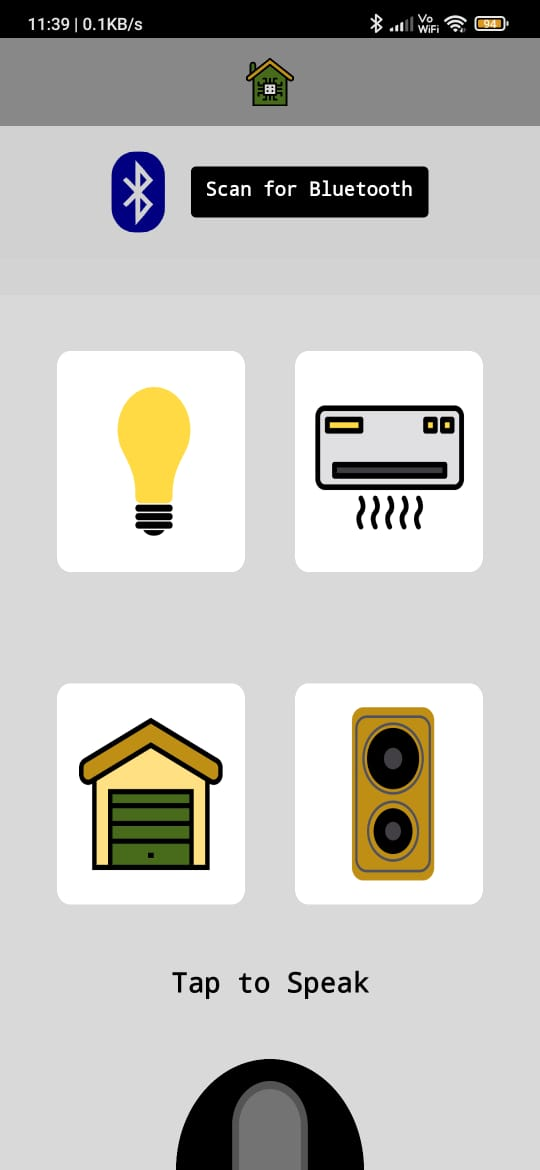 11:39 | 0.1KB/s
Vo
WiFi
94
Scan for Bluetooth
Tap to Speak